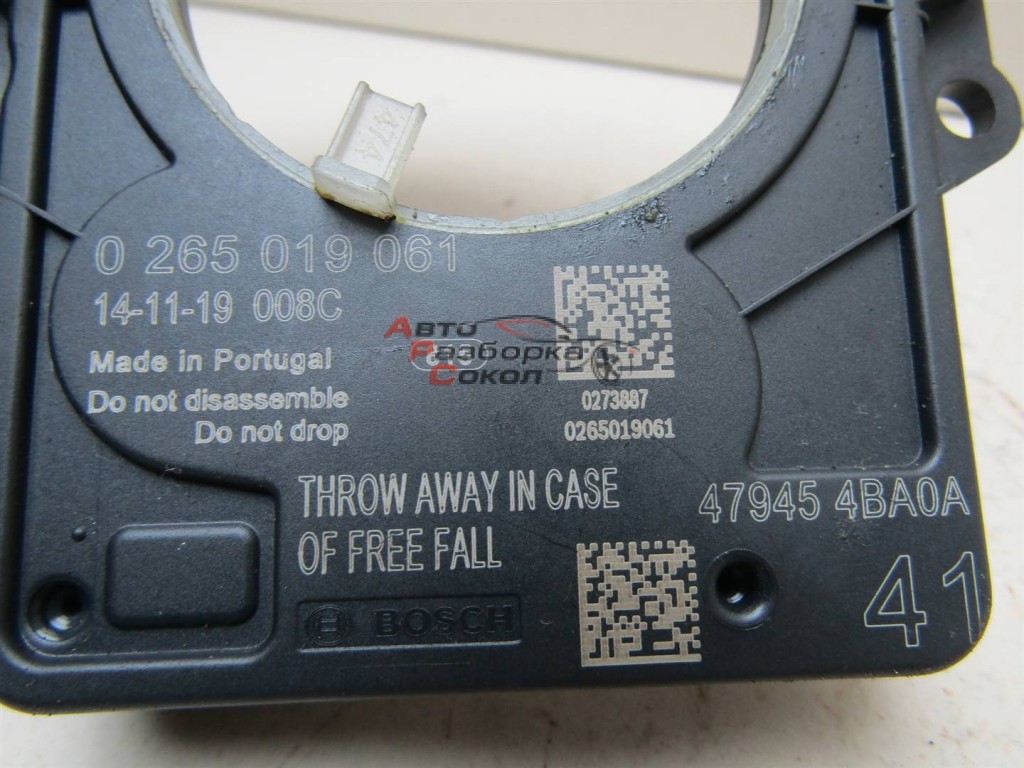 0 265 019 061
14-11-19 008C
Made in Portugal
Do not disassemble
Do not drop
Авто
Разборка
Сокол
0273887
0265019061
THROW AWAY IN CASE
OF FREE FALL
47945 4BA0A
41
BOSCH